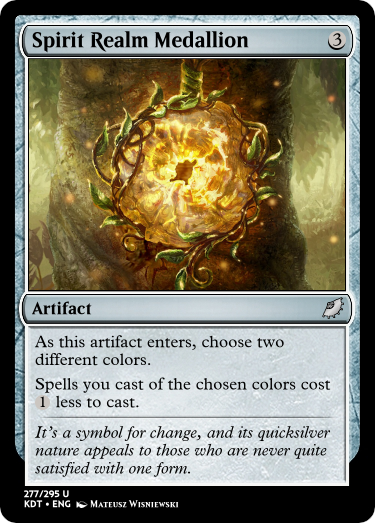 Spirit Realm Medallion 3
Artifact
As this artifact enters, choose two
different colors.
Spells you cast of the chosen colors cost
1 less to cast.
It's a symbol for change, and its quicksilver
nature appeals to those who are never quite
satisfied with one form.
277/295 U
KDT • ENG Mateusz Wisniewski